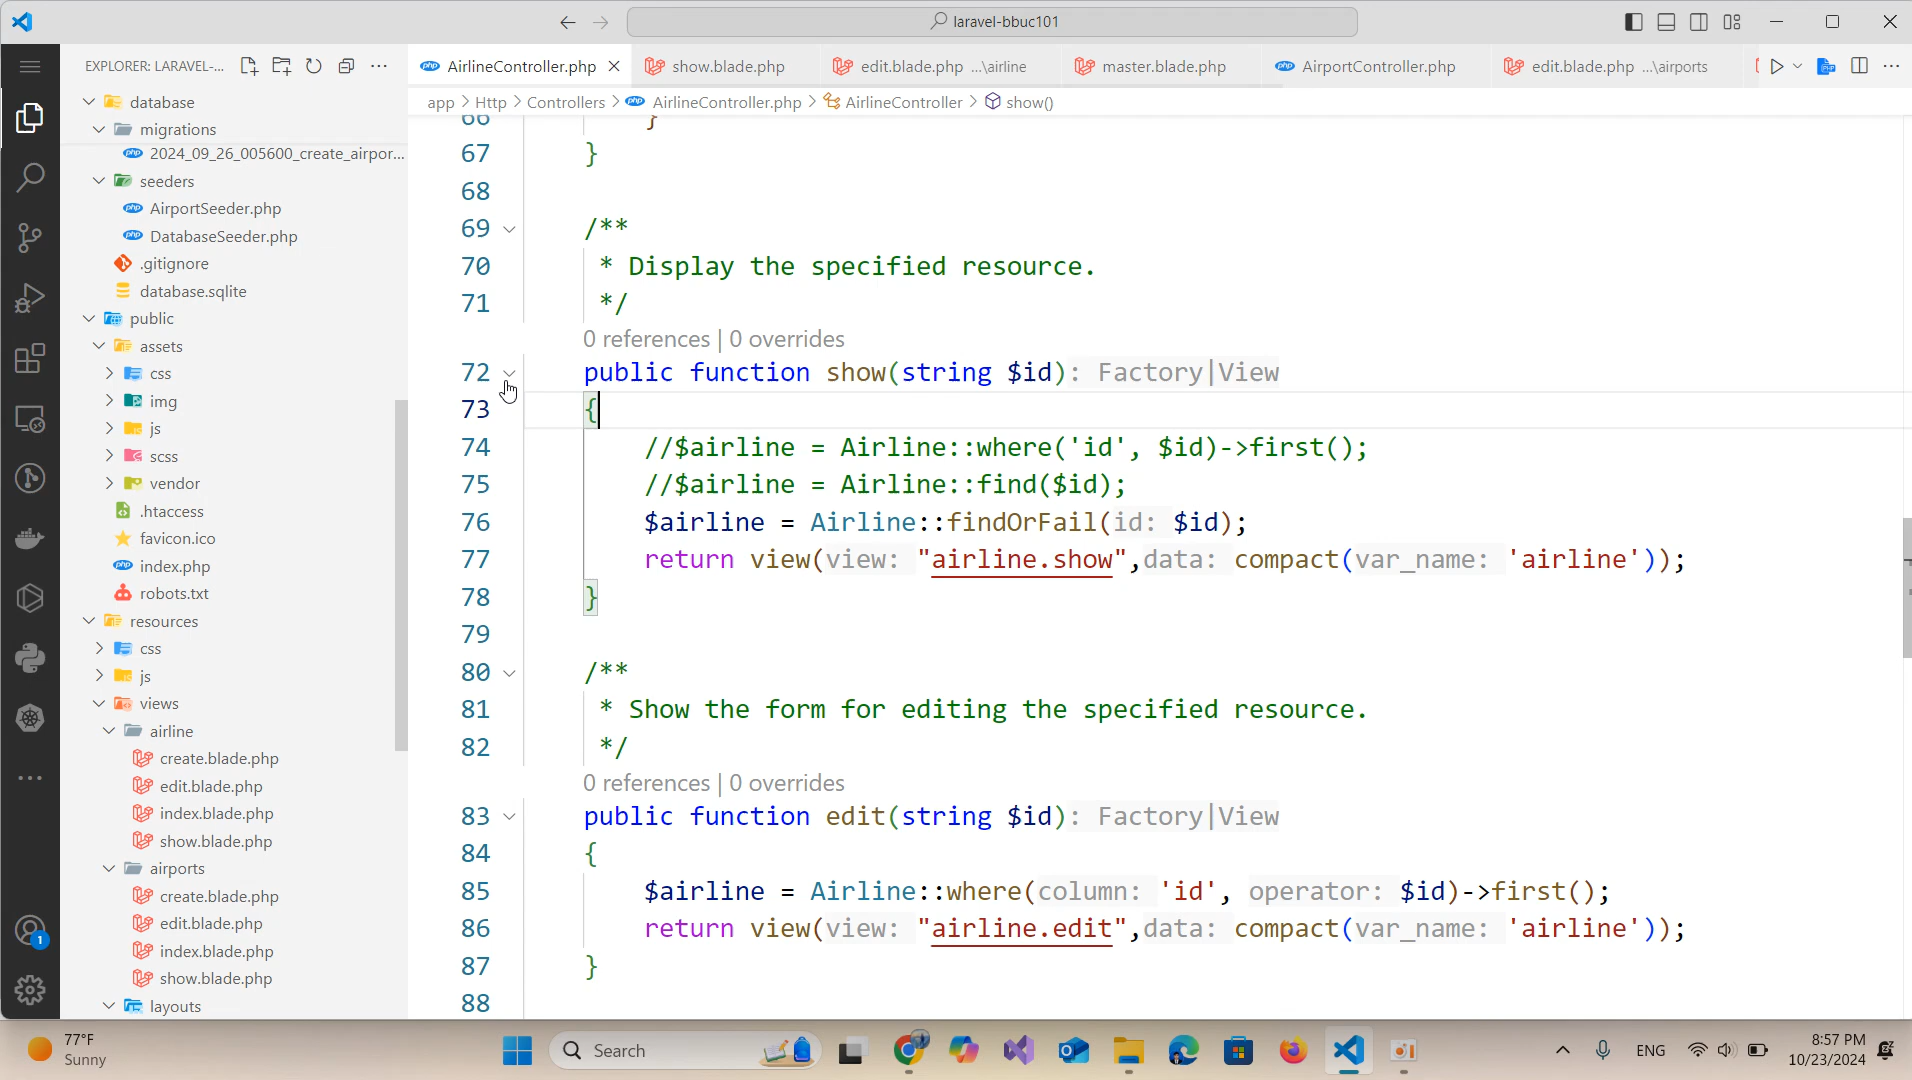 laravel-bbuc101
EXPLORER: LARAVEL-...
AirlineController.php
show.blade.php
edit.blade.php ...\airline
master.blade.php
AirportController.php
edit.blade.php ...\airports
app > Http > Controllers > AirlineController.php > AirlineController > show()
database
migrations
2024_09_26_005600_create_airpor...
seeders
AirportSeeder.php
DatabaseSeeder.php
.gitignore
database.sqlite
public
assets
css
img
js
scss
vendor
.htaccess
favicon.ico
index.php
robots.txt
resources
css
js
views
airline
create.blade.php
edit.blade.php
index.blade.php
show.blade.php
airports
create.blade.php
edit.blade.php
index.blade.php
show.blade.php
layouts
66 }
67 }
68
69 /**
70 * Display the specified resource.
71 */
0 references | 0 overrides
72 public function show(string $id): Factory|View
73 {
74 //$airline = Airline::where('id', $id)->first();
75 //$airline = Airline::find($id);
76 $airline = Airline::findOrFail(id: $id);
77 return view(view: "airline.show",data: compact(var_name: 'airline'));
78 }
79
80 /**
81 * Show the form for editing the specified resource.
82 */
0 references | 0 overrides
83 public function edit(string $id): Factory|View
84 {
85 $airline = Airline::where(column: 'id', operator: $id)->first();
86 return view(view: "airline.edit",data: compact(var_name: 'airline'));
87 }
88
1
77°F
Sunny
Search
ENG
8:57 PM
10/23/2024